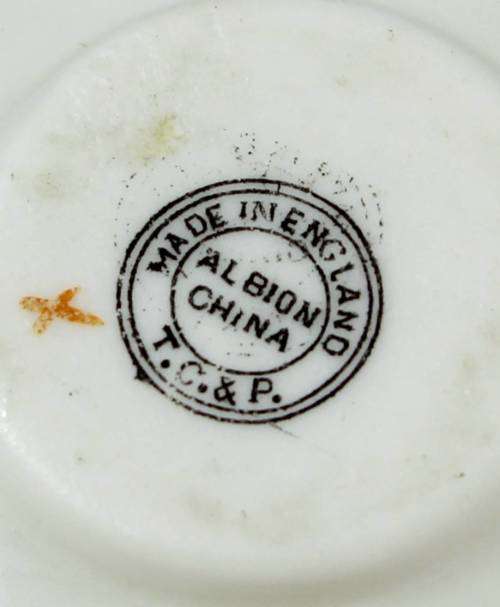 MADE IN ENGLAND
ALBION
CHINA
T.C.&P.